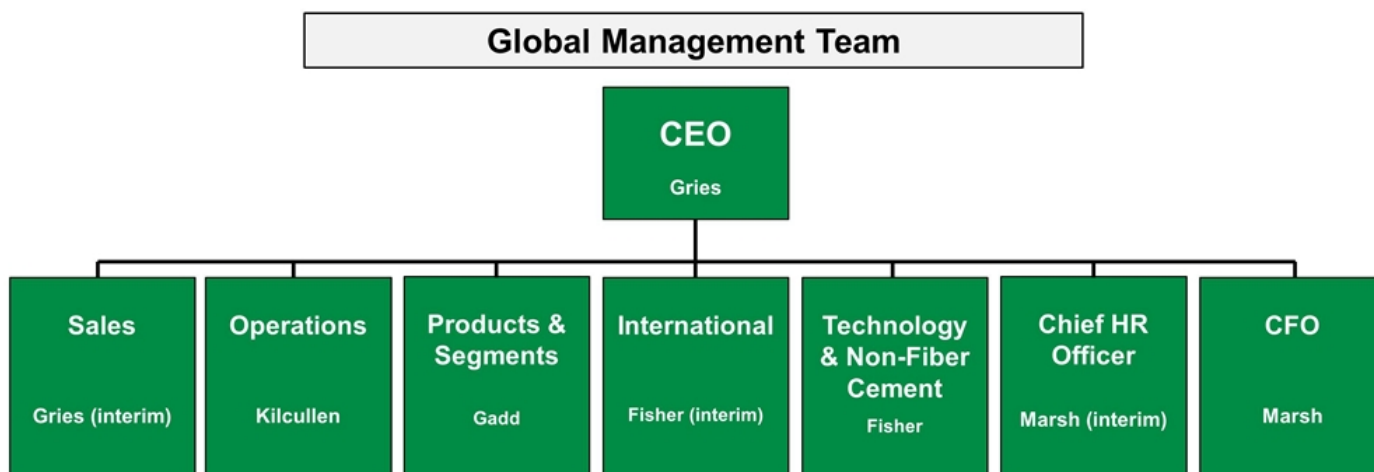 Global Management Team
CEO
Gries
Sales
Gries (interim)
Operations
Kilcullen
Products &
Segments
Gadd
International
Fisher (interim)
Technology
& Non-Fiber
Cement
Fisher
Chief HR
Officer
Marsh (interim)
CFO
Marsh